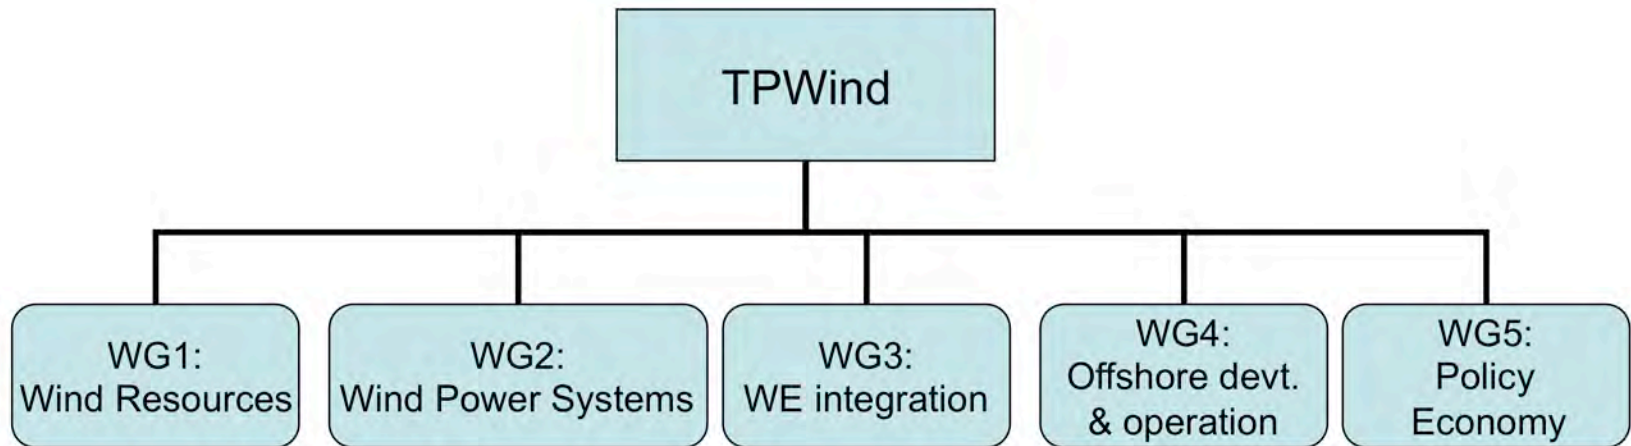 TPWind
WG1:
Wind Resources
WG2:
Wind Power Systems
WG3:
WE integration
WG4:
Offshore devt.
& operation
WG5:
Policy
Economy